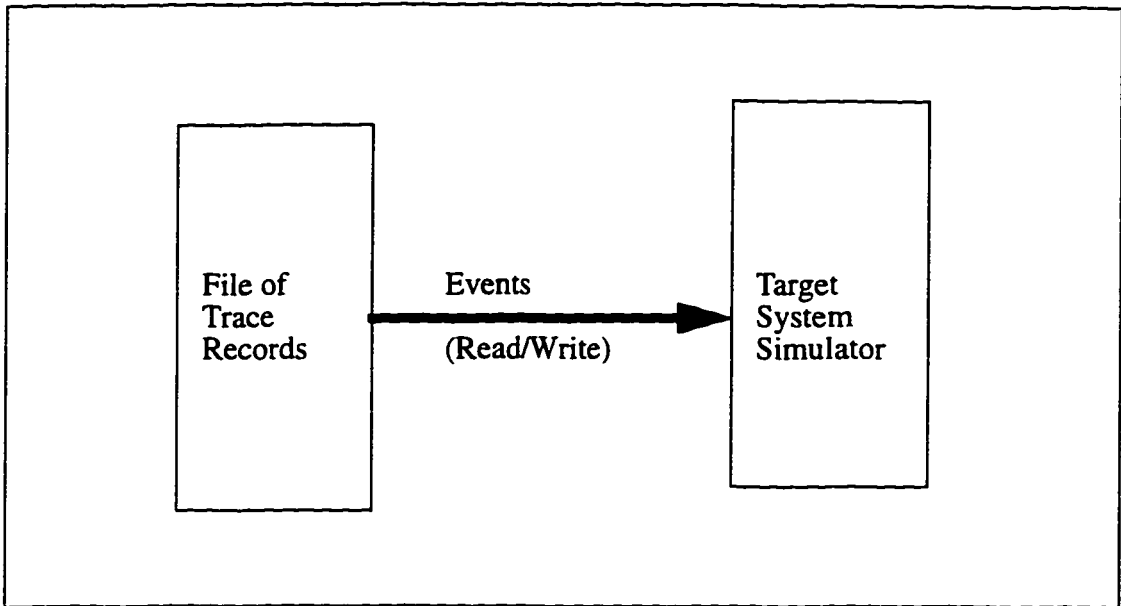 File of
Trace
Records
Events
(Read/Write)
Target
System
Simulator